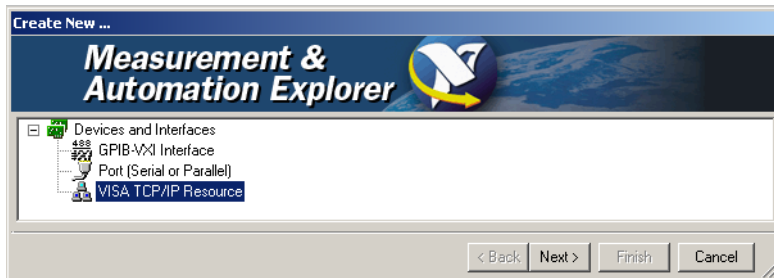 Create New ...
Measurement &
Automation Explorer
Devices and Interfaces
GPIB-VXI Interface
Port (Serial or Parallel)
VISA TCP/IP Resource
< Back Next > Finish Cancel